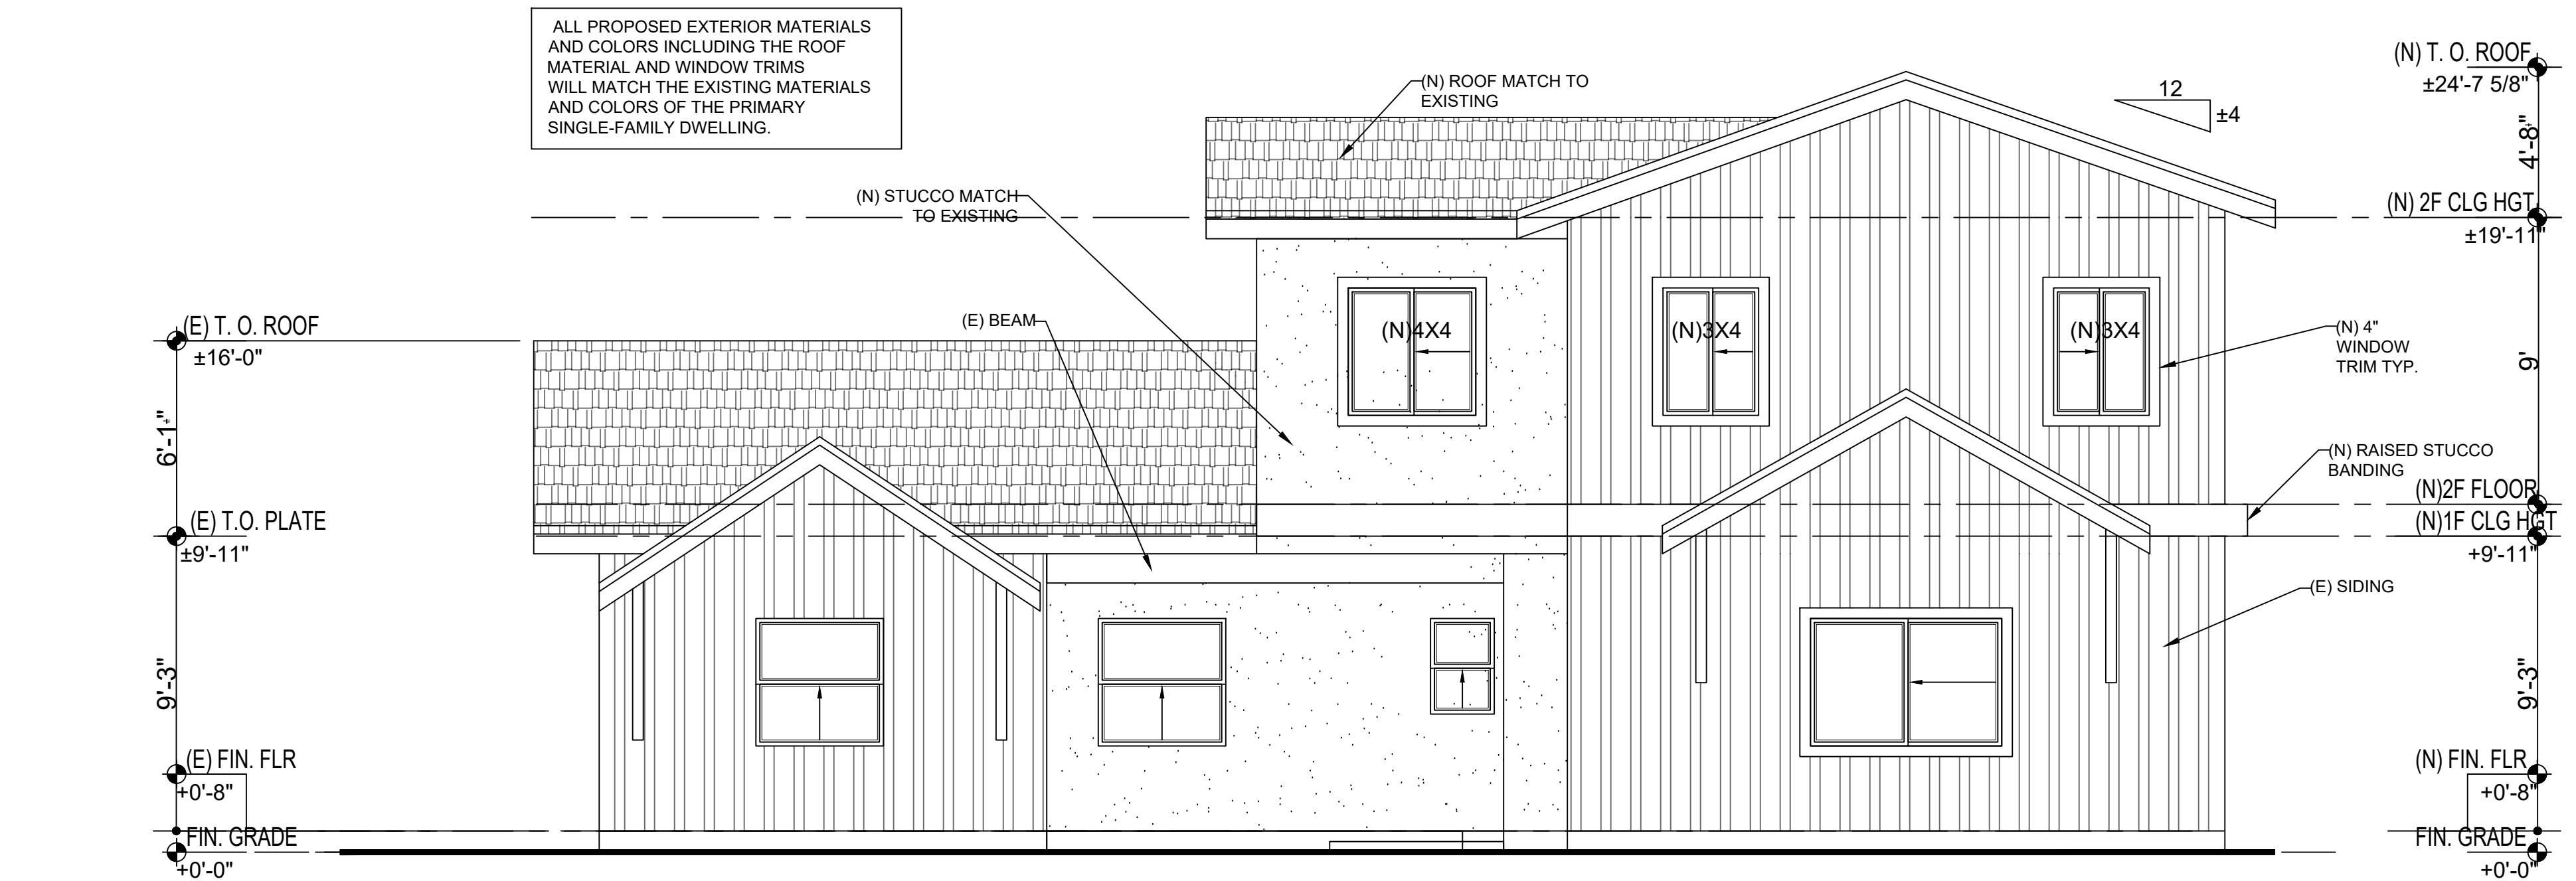 ALL PROPOSED EXTERIOR MATERIALS
AND COLORS INCLUDING THE ROOF
MATERIAL AND WINDOW TRIMS
WILL MATCH THE EXISTING MATERIALS
AND COLORS OF THE PRIMARY
SINGLE-FAMILY DWELLING.
(N) ROOF MATCH TO
EXISTING
12
±4
(N) T. O. ROOF
±24'-7 5/8"
4'-8"
(N) STUCCO MATCH
TO EXISTING
(N) 2F CLG HGT
±19'-11"
(E) T. O. ROOF
±16'-0"
(E) BEAM
(N)4X4
(N)3X4
(N)3X4
(N) 4"
WINDOW
TRIM TYP.
9'
6'-1"
(N) RAISED STUCCO
BANDING
(N)2F FLOOR
(E) T.O. PLATE
±9'-11"
(N)1F CLG HGT
+9'-11"
(E) SIDING
9'-3"
9'-3"
(E) FIN. FLR
+0'-8"
(N) FIN. FLR
+0'-8"
FIN. GRADE
+0'-0"
FIN. GRADE
+0'-0"